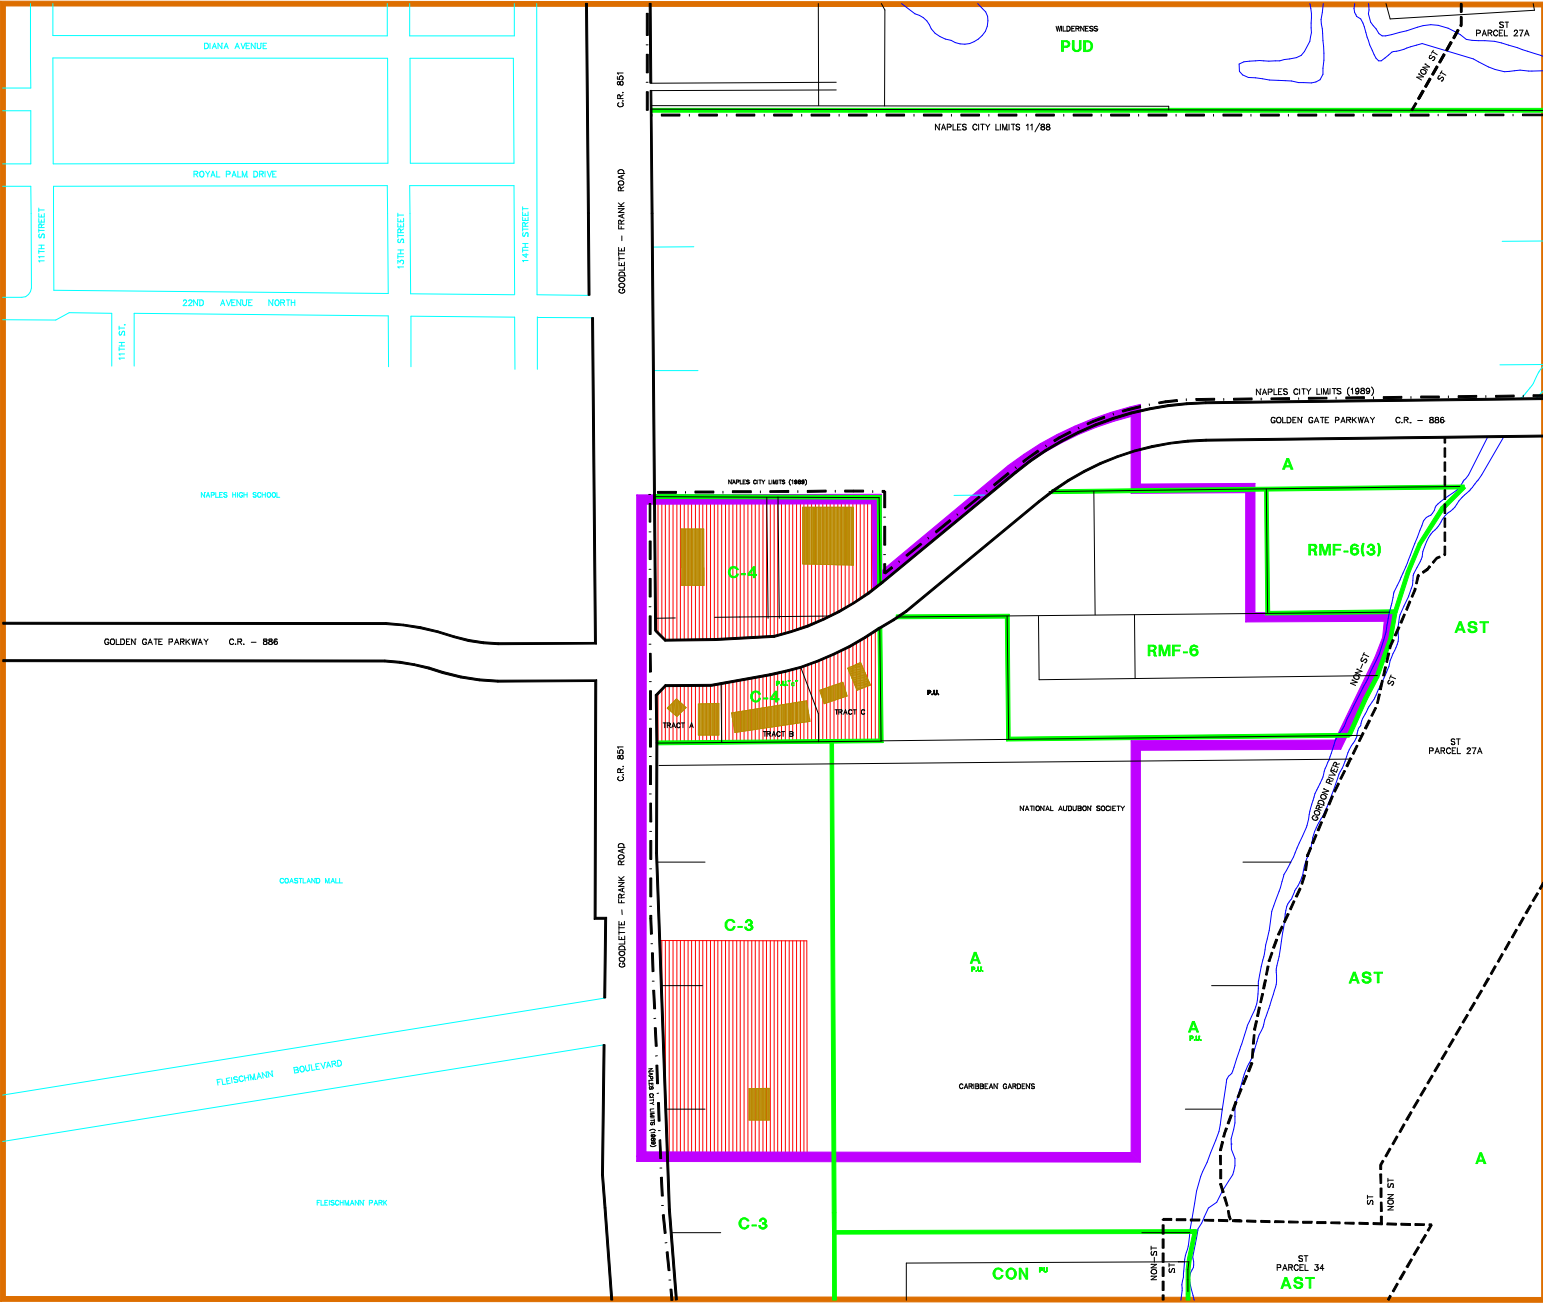 DIANA AVENUE
ROYAL PALM DRIVE
11TH STREET
13TH STREET
14TH STREET
22ND AVENUE NORTH
11TH ST.
C.R. 851
GOODLETTE - FRANK ROAD
WILDERNESS
PUD
ST
PARCEL 27A
NON ST
ST
NAPLES CITY LIMITS 11/88
NAPLES CITY LIMITS (1989)
GOLDEN GATE PARKWAY C.R. - 886
A
NAPLES HIGH SCHOOL
NAPLES CITY LIMITS (1989)
C-4
RMF-6(3)
AST
GOLDEN GATE PARKWAY C.R. - 886
RMF-6
NON-ST
ST
C-4
P.U.
TRACT A
TRACT B
TRACT C
ST
PARCEL 27A
C.R. 851
GOODLETTE - FRANK ROAD
GORDON RIVER
NATIONAL AUDUBON SOCIETY
COASTLAND MALL
C-3
A
P.U.
AST
A
P.U.
FLEISCHMANN BOULEVARD
NAPLES CITY LIMITS (1989)
CARIBBEAN GARDENS
A
FLEISCHMANN PARK
ST
NON ST
C-3
NON-ST
ST
CON PU
ST
PARCEL 34
AST